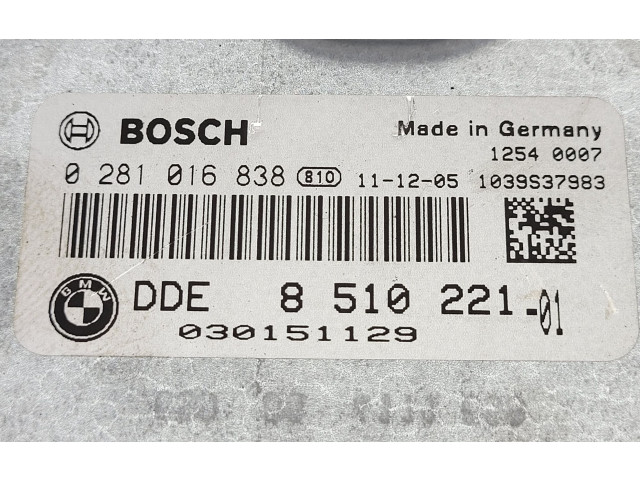 BOSCH Made in Germany
1254 0007
0 281 016 838 810 11-12-05 1039S37983
BMW DDE 8 510 221-01
030151129